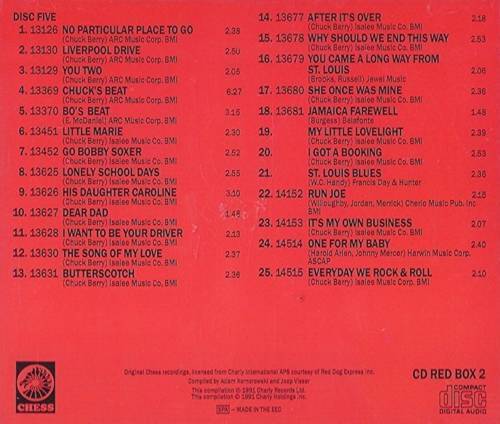 DISC FIVE
1. 13126 NO PARTICULAR PLACE TO GO 2.38
(Chuck Berry) ARC Music Corp. BMI
2. 13130 LIVERPOOL DRIVE 2.50
(Chuck Berry) ARC Music Corp. BMI
3. 13129 YOU TWO 2.05
(Chuck Berry) ARC Music Corp. BMI
4. 13369 CHUCK'S BEAT 6.27
(Chuck Berry) ARC Music Corp. BMI
5. 13370 BO'S BEAT 3.15
(E. McDaniel) ARC Music Corp. BMI
6. 13451 LITTLE MARIE 2.30
(Chuck Berry) Isalee Music Co. BMI
7. 13452 GO BOBBY SOXER 2.52
(Chuck Berry) Isalee Music Co. BMI
8. 13625 LONELY SCHOOL DAYS 2.55
(Chuck Berry) Isalee Music Co. BMI
9. 13626 HIS DAUGHTER CAROLINE 3.10
(Chuck Berry) Isalee Music Co. BMI
10. 13627 DEAR DAD 1.48
(Chuck Berry) Isalee Music Co. BMI
11. 13628 I WANT TO BE YOUR DRIVER 2.13
(Chuck Berry) Isalee Music Co. BMI
12. 13630 THE SONG OF MY LOVE 2.37
(Chuck Berry) Isalee Music Co. BMI
13. 13631 BUTTERSCOTCH 2.36
(Chuck Berry) Isalee Music Co. BMI
14. 13677 AFTER IT'S OVER 2.18
(Chuck Berry) Isalee Music Co. BMI
15. 13678 WHY SHOULD WE END THIS WAY 2.53
(Chuck Berry) Isalee Music Co. BMI
16. 13679 YOU CAME A LONG WAY FROM
ST. LOUIS 2.06
(Brooks, Russell) Jewel Music
17. 13680 SHE ONCE WAS MINE 2.36
(Chuck Berry) Isalee Music Co. BMI
18. 13681 JAMAICA FAREWELL 1.48
(Burgess) Belafonte
19. MY LITTLE LOVELIGHT 2.39
(Chuck Berry) Isalee Music Co. BMI
20. I GOT A BOOKING 2.53
(Chuck Berry) Isalee Music Co. BMI
21. ST. LOUIS BLUES 2.36
(W.C. Handy) Francis Day & Hunter
22. 14152 RUN JOE 2.15
(Willoughby, Jordan, Merrick) Cherio Music Pub. Inc
BMI
23. 14153 IT'S MY OWN BUSINESS 2.07
(Chuck Berry) Isalee Music Co. BMI
24. 14514 ONE FOR MY BABY 2.40
(Harold Arlen, Johnny Mercer) Harwin Music Corp.
ASCAP
25. 14515 EVERYDAY WE ROCK & ROLL 2.10
(Chuck Berry) Isalee Music Co. BMI
CHESS
Original Chess recordings, licensed from Charly International APS courtesy of Red Dog Express Inc.
Compiled by Adam Komorowski and Joop Visser
This compilation ℗ 1991 Charly Records Ltd.
This compilation © 1991 Charly Holdings Inc.
EPA – MADE IN THE EEC
CD RED BOX 2
COMPACT
disc
DIGITAL AUDIO